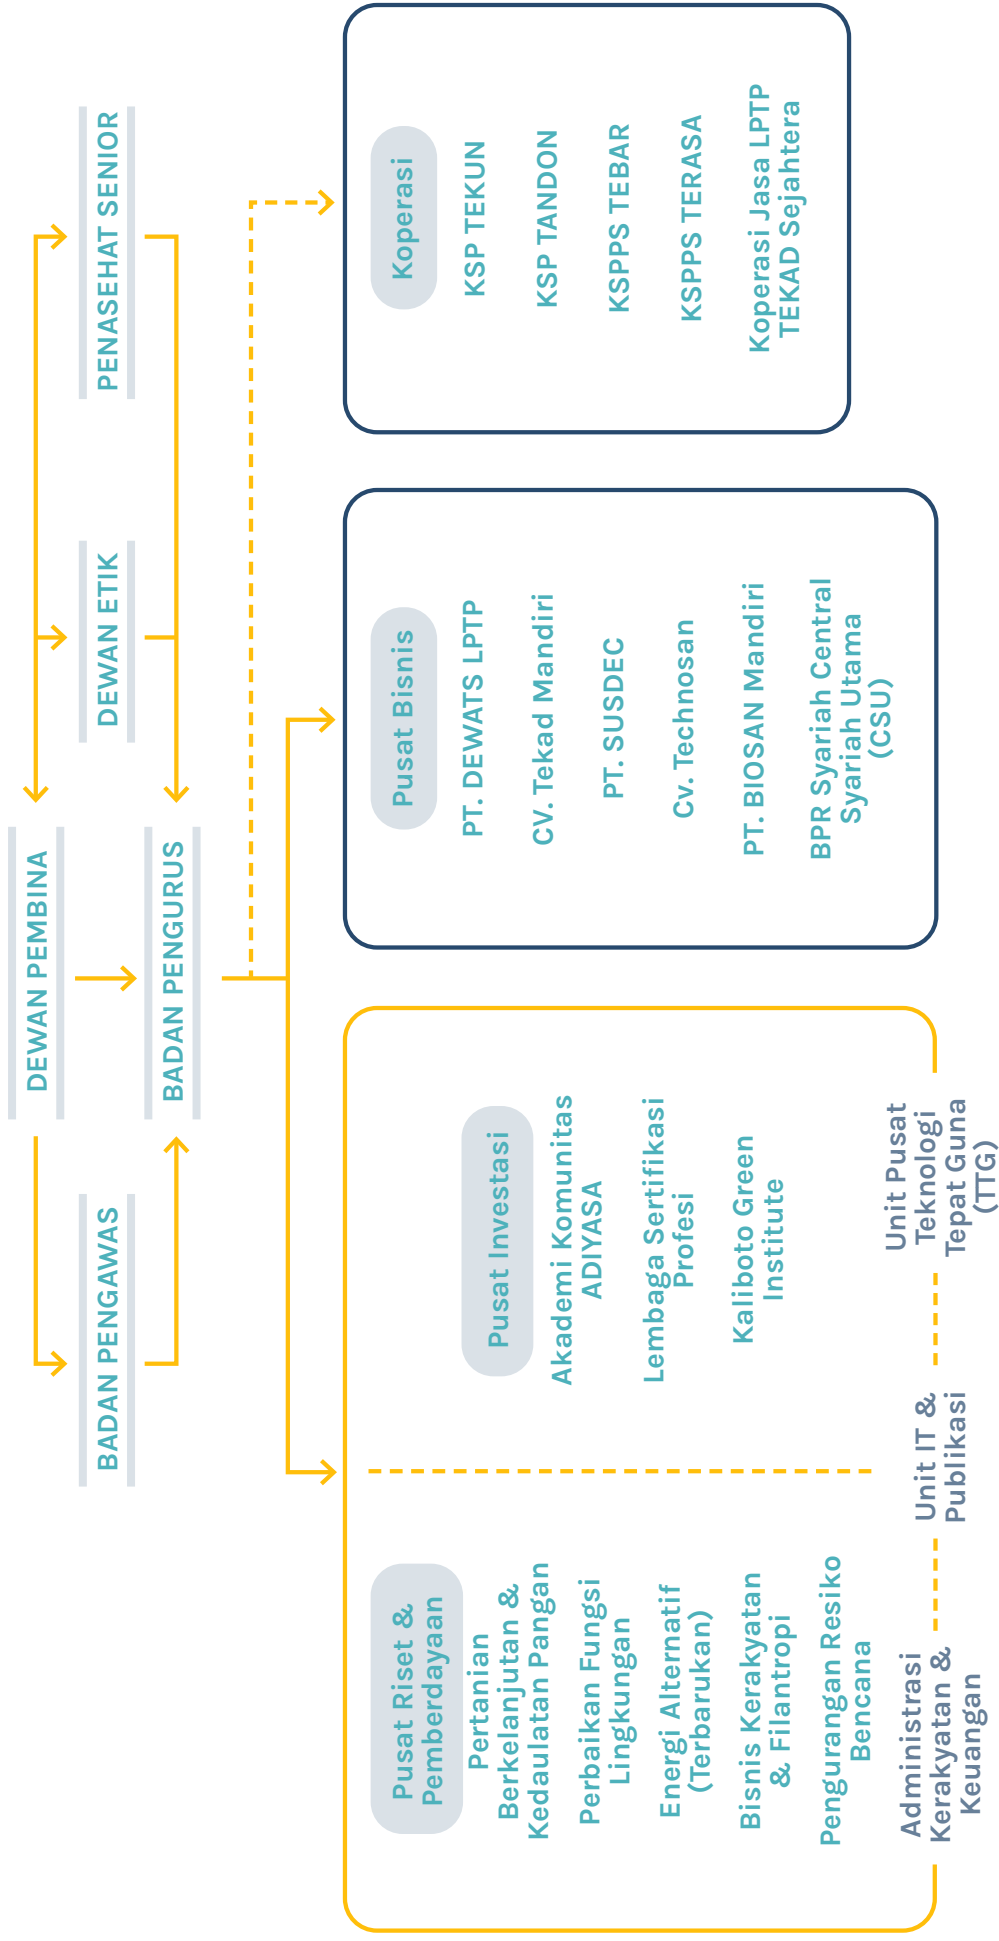 DEWAN PEMBINA
BADAN PENGAWAS
DEWAN ETIK
PENASEHAT SENIOR
BADAN PENGURUS
Pusat Riset &
Pemberdayaan
Pertanian
Berkelanjutan &
Kedaulatan Pangan
Perbaikan Fungsi
Lingkungan
Energi Alternatif
(Terbarukan)
Bisnis Kerakyatan
& Filantropi
Pengurangan Resiko
Bencana
Pusat Investasi
Akademi Komunitas
ADIYASA
Lembaga Sertifikasi
Profesi
Kaliboto Green
Institute
Administrasi
Kerakyatan &
Keuangan
Unit IT &
Publikasi
Unit Pusat
Teknologi
Tepat Guna
(TTG)
Pusat Bisnis
PT. DEWATS LPTP
CV. Tekad Mandiri
PT. SUSDEC
Cv. Technosan
PT. BIOSAN Mandiri
BPR Syariah Central
Syariah Utama
(CSU)
Koperasi
KSP TEKUN
KSP TANDON
KSPPS TEBAR
KSPPS TERASA
Koperasi Jasa LPTP
TEKAD Sejahtera